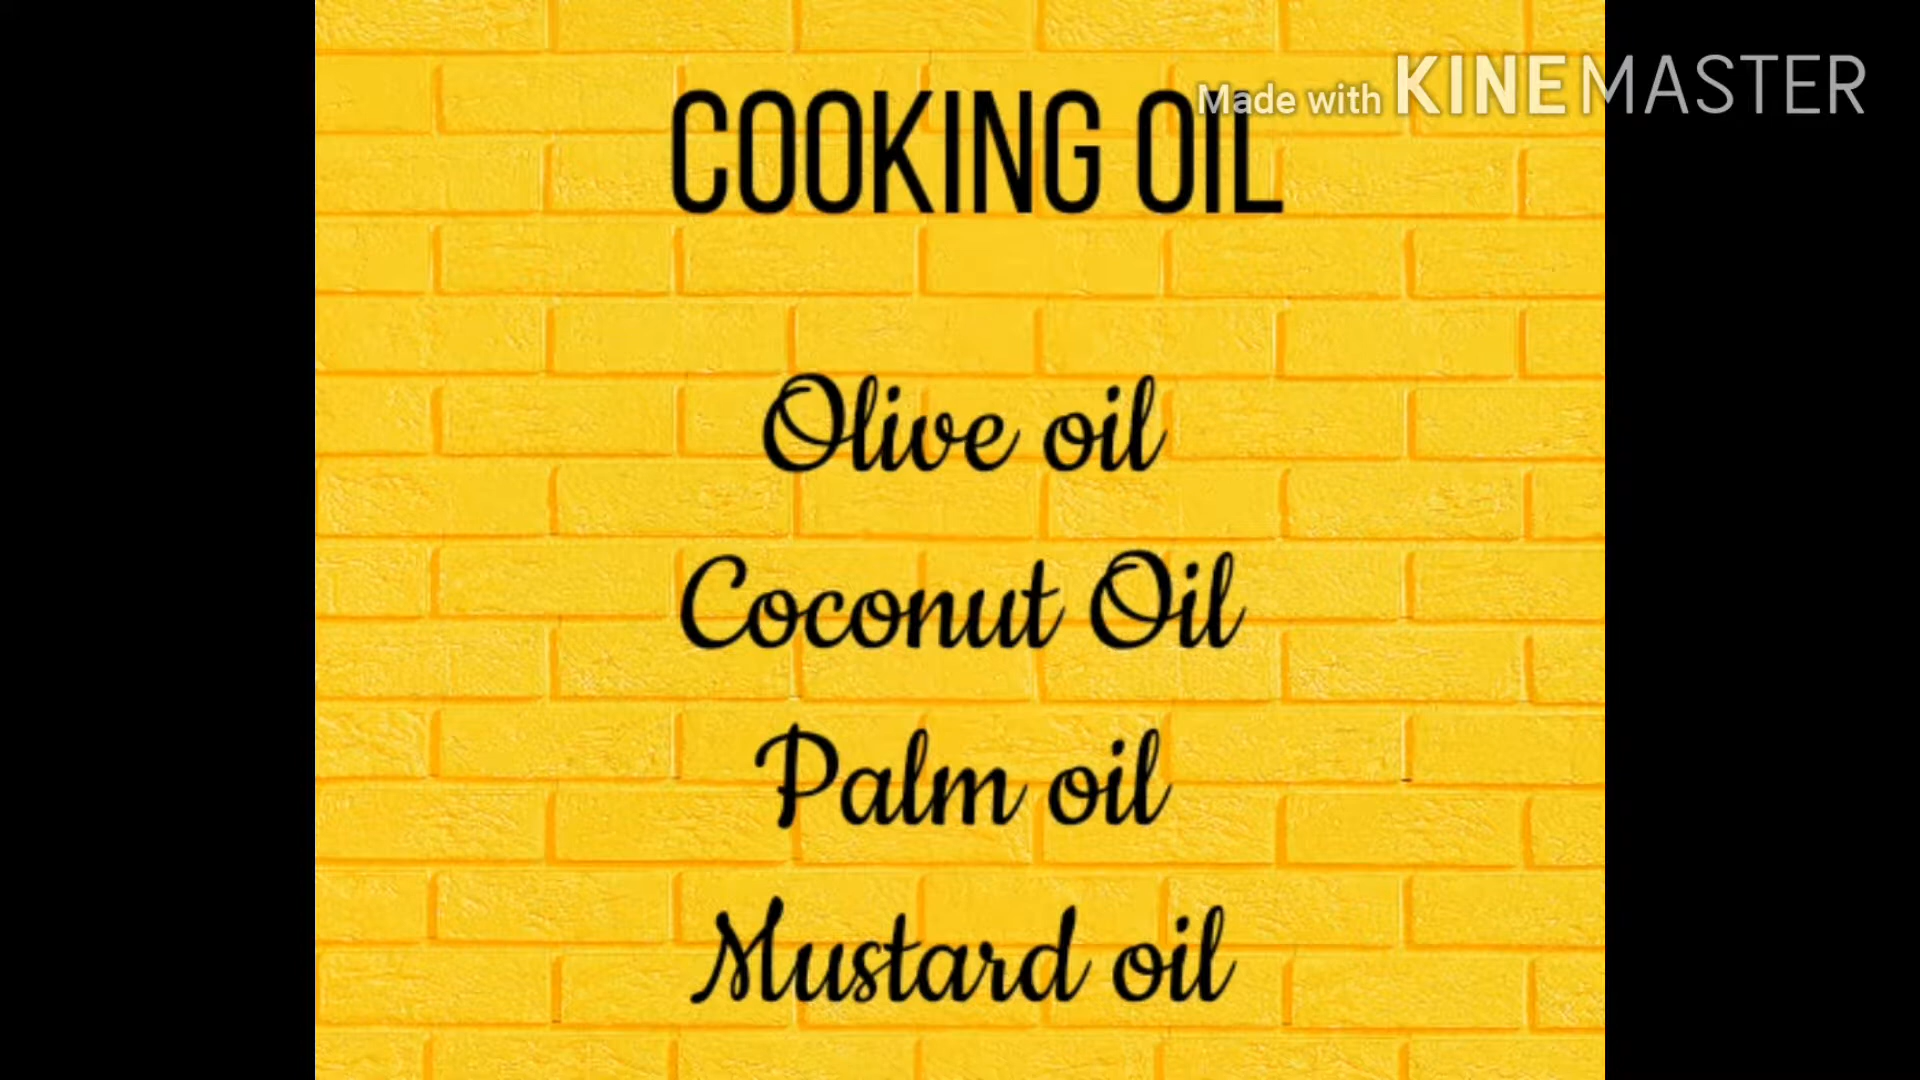 Made with KINEMASTER
COOKING OIL
Olive oil
Coconut Oil
Palm oil
Mustard oil